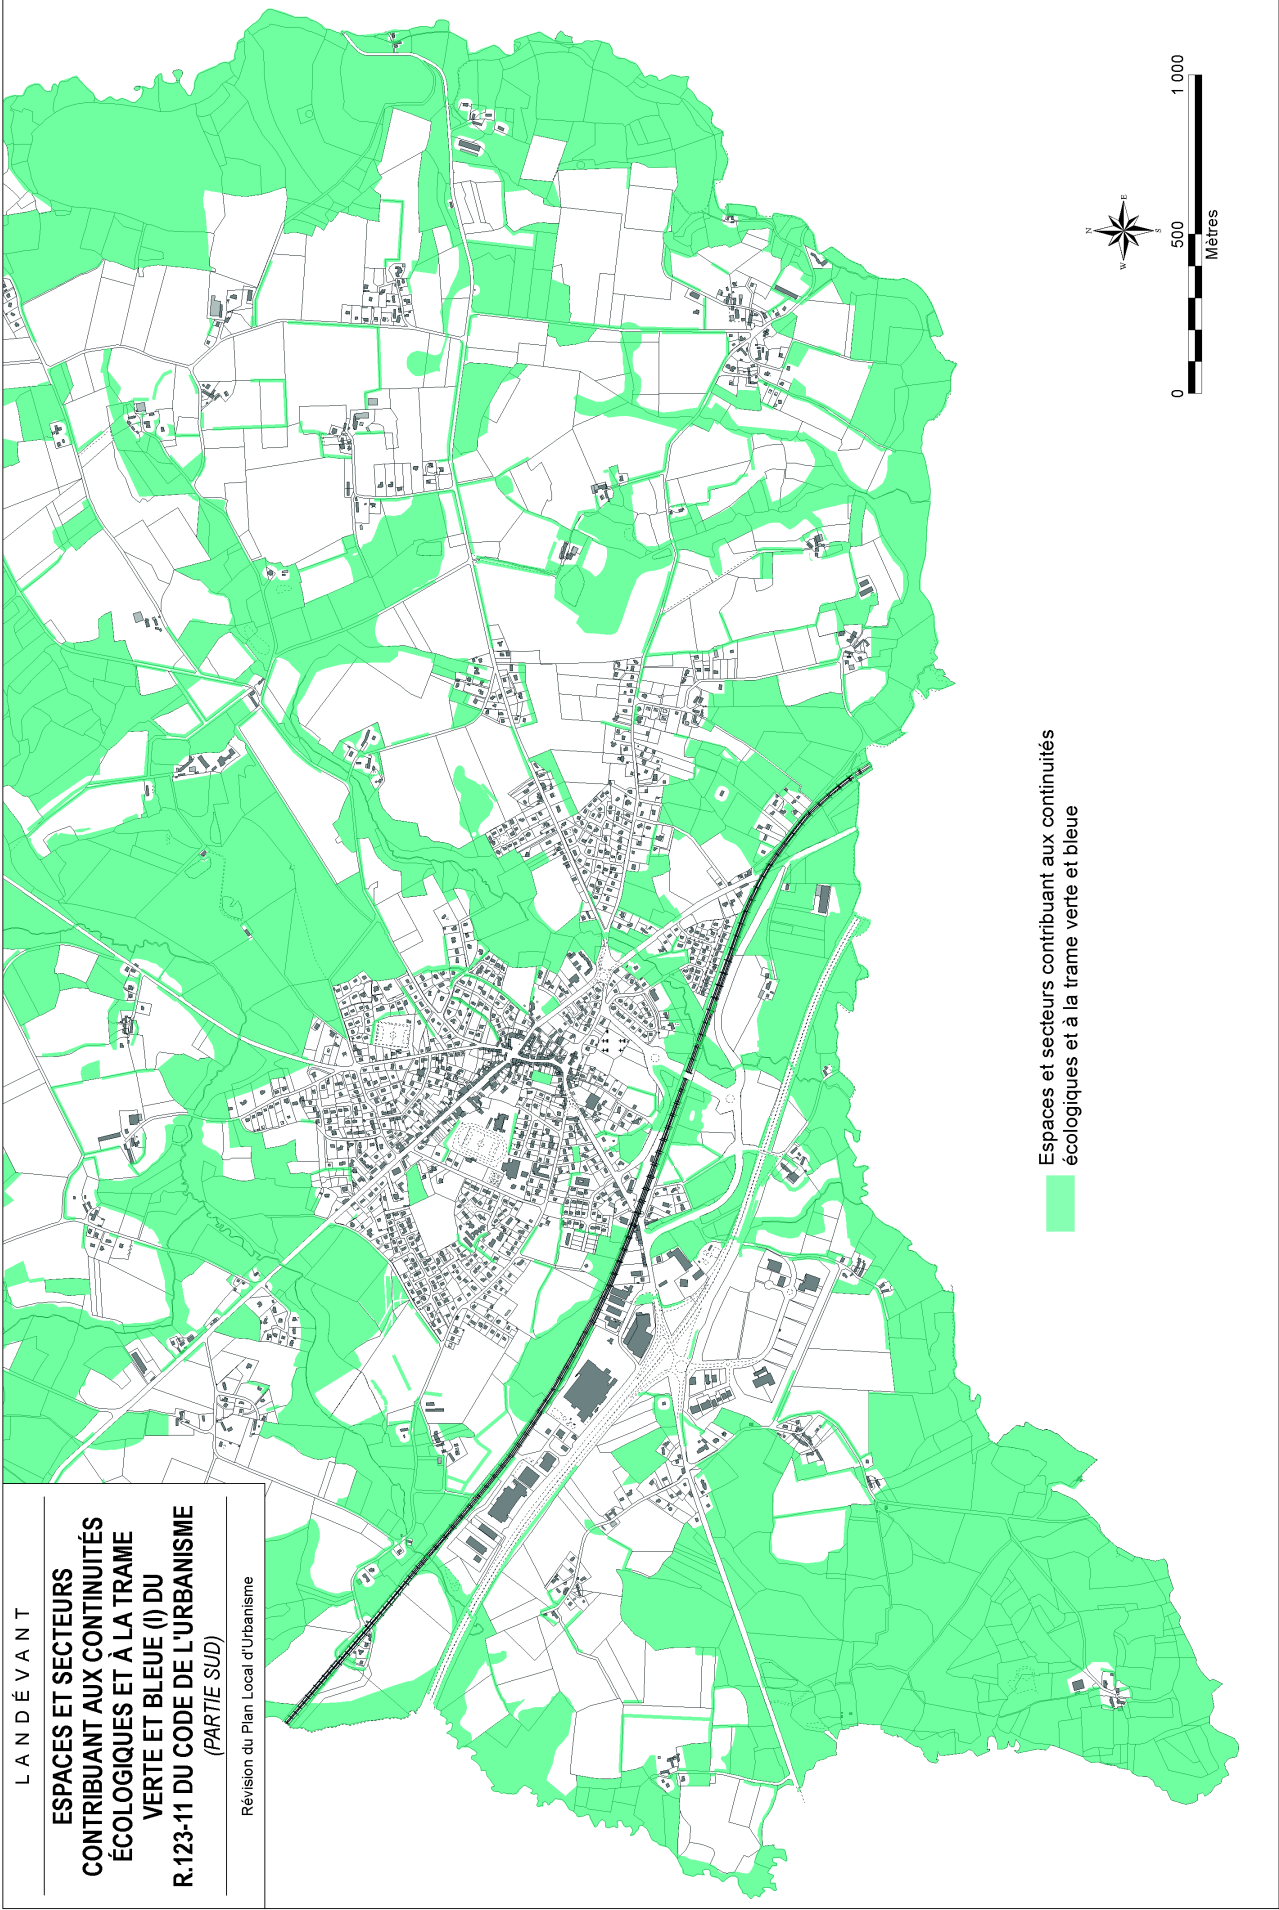 LANDÉVANT
ESPACES ET SECTEURS
CONTRIBUANT AUX CONTINUITÉS
ÉCOLOGIQUES ET À LA TRAME
VERTE ET BLEUE (I) DU
R.123-11 DU CODE DE L'URBANISME
(PARTIE SUD)
Révision du Plan Local d'Urbanisme
Espaces et secteurs contribuant aux continuités
écologiques et à la trame verte et bleue
N
W
E
S
0
500
1 000
Mètres